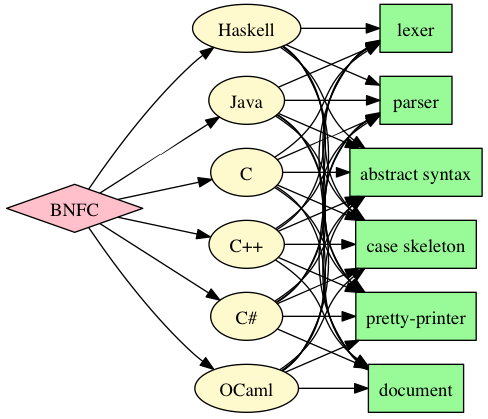 BNFC
Haskell
Java
C
C++
C#
OCaml
lexer
parser
abstract syntax
case skeleton
pretty-printer
document